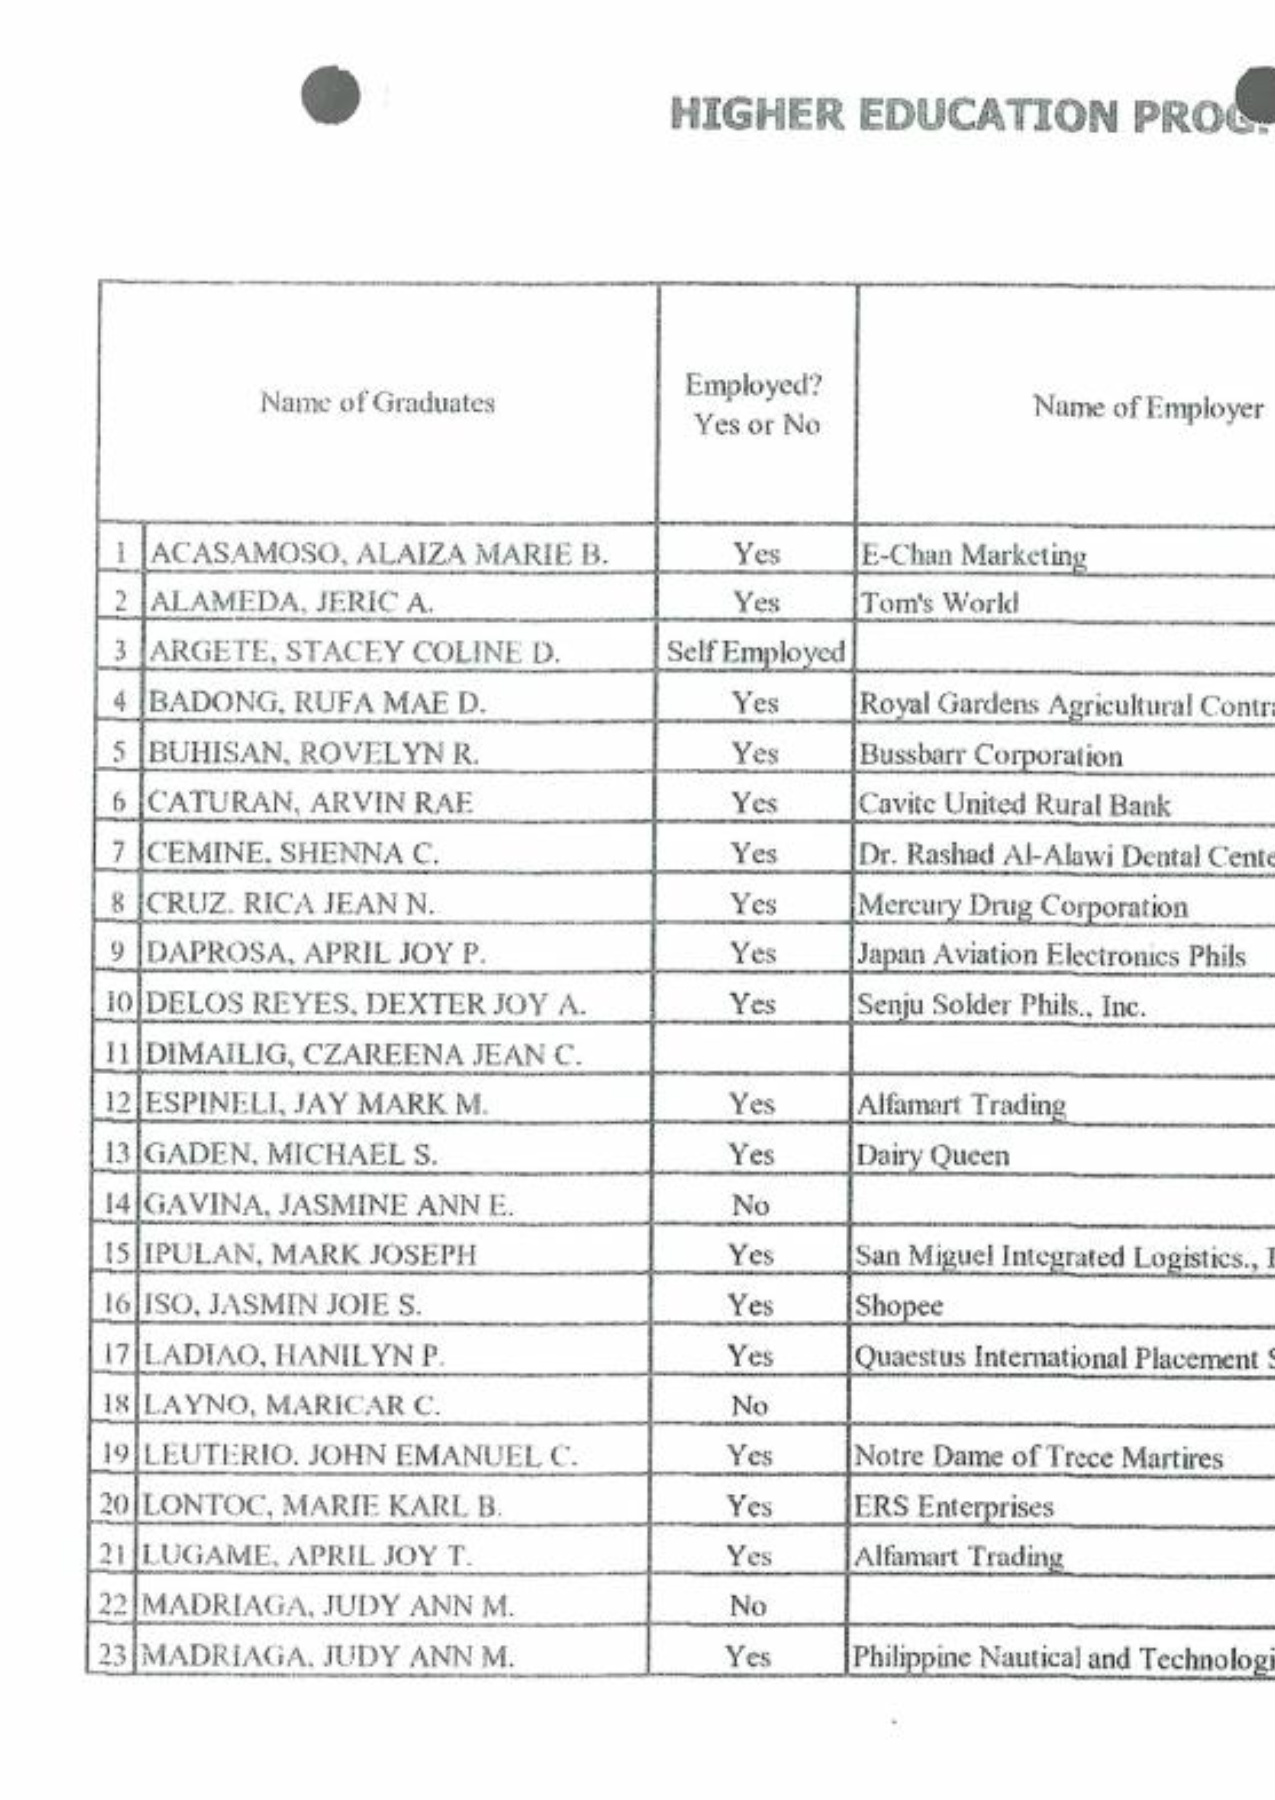 HIGHER EDUCATION PROG
Name of Graduates
Employed?
Yes or No
Name of Employer
1 ACASAMOSO, ALAIZA MARIE B. Yes E-Chan Marketing
2 ALAMEDA, JERIC A. Yes Tom's World
3 ARGETE, STACEY COLINE D. Self Employed
4 BADONG, RUFA MAE D. Yes Royal Gardens Agricultural Contra
5 BUHISAN, ROVELYN R. Yes Bussbarr Corporation
6 CATURAN, ARVIN RAE Yes Cavite United Rural Bank
7 CEMINE, SHENNA C. Yes Dr. Rashad Al-Alawi Dental Cente
8 CRUZ, RICA JEAN N. Yes Mercury Drug Corporation
9 DAPROSA, APRIL JOY P. Yes Japan Aviation Electronics Phils
10 DELOS REYES, DEXTER JOY A. Yes Senju Solder Phils., Inc.
11 DIMAILIG, CZAREENA JEAN C.
12 ESPINELI, JAY MARK M. Yes Alfamart Trading
13 GADEN, MICHAEL S. Yes Dairy Queen
14 GAVINA, JASMINE ANN E. No
15 IPULAN, MARK JOSEPH Yes San Miguel Integrated Logistics.,
16 ISO, JASMIN JOIE S. Yes Shopee
17 LADIAO, HANILYN P. Yes Quaestus International Placement S
18 LAYNO, MARICAR C. No
19 LEUTERIO, JOHN EMANUEL C. Yes Notre Dame of Trece Martires
20 LONTOC, MARIE KARL B. Yes ERS Enterprises
21 LUGAME, APRIL JOY T. Yes Alfamart Trading
22 MADRIAGA, JUDY ANN M. No
23 MADRIAGA, JUDY ANN M. Yes Philippine Nautical and Technologi